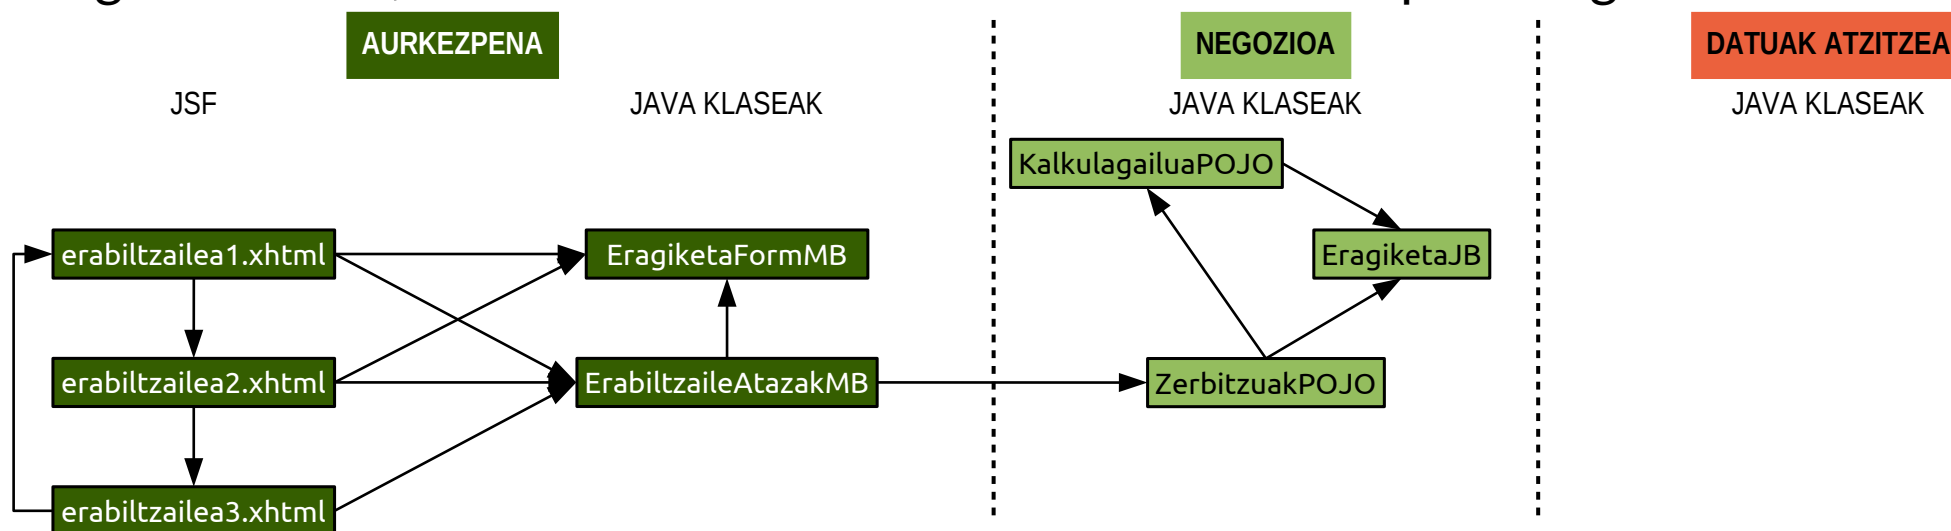 AURKEZPENA
NEGOZIOA
DATUAK ATZITZEA
JSF
JAVA KLASEAK
JAVA KLASEAK
JAVA KLASEAK
KalkulagailuaPOJO
erabiltzailea1.xhtml
EragiketaFormMB
EragiketaJB
erabiltzailea2.xhtml
ErabiltzaileAtazakMB
ZerbitzuakPOJO
erabiltzailea3.xhtml